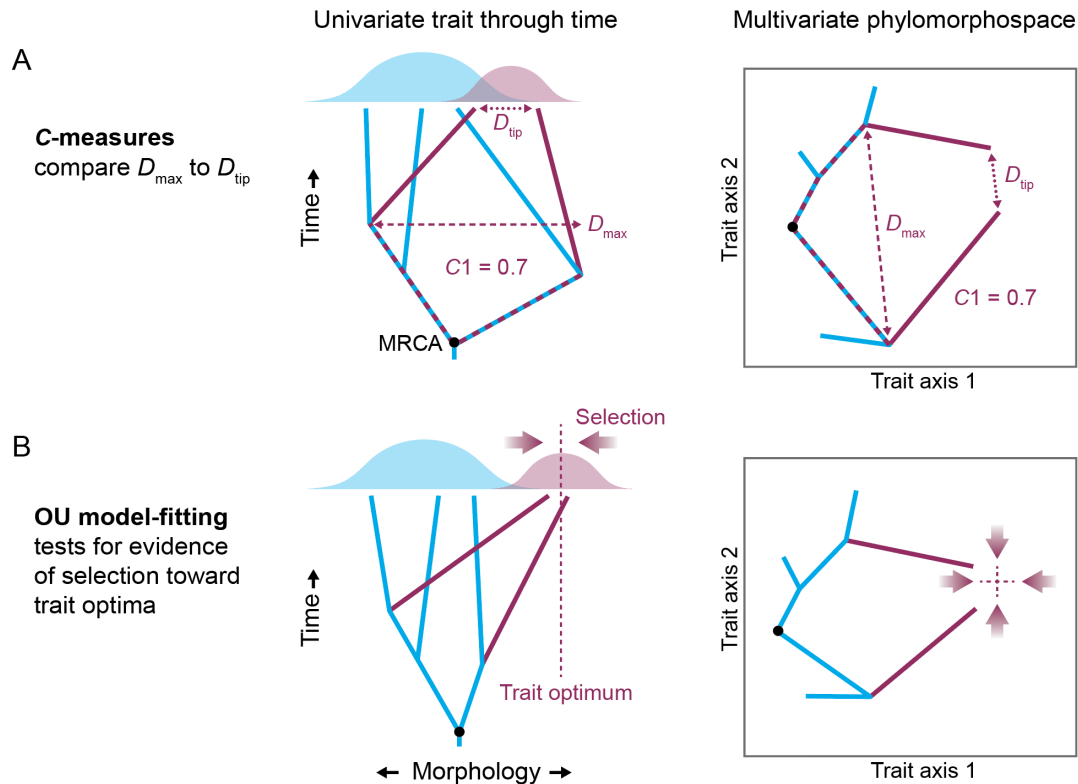 Univariate trait through time
Multivariate phylomorphospace
A
C-measures
compare Dmax to Dtip
Time →
Dtip
Dmax
C1 = 0.7
MRCA
Trait axis 2
Dtip
Dmax
C1 = 0.7
Trait axis 1
B
OU model-fitting
tests for evidence
of selection toward
trait optima
Selection
Time →
Trait optimum
← Morphology →
Trait axis 2
Trait axis 1